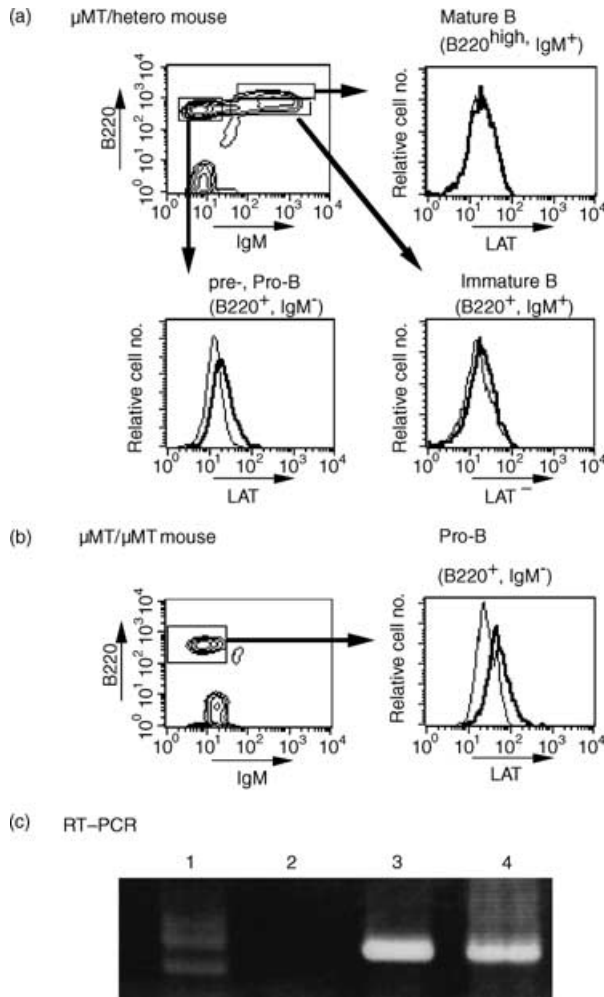 (a) µMT/hetero mouse
Mature B
(B220high, IgM+)
B220
10⁰ 10¹ 10² 10³ 10⁴
10⁰ 10¹ 10² 10³ 10⁴
IgM
Relative cell no.
10⁰ 10¹ 10² 10³ 10⁴
LAT
pre-, Pro-B
(B220+, IgM-)
Relative cell no.
10⁰ 10¹ 10² 10³ 10⁴
LAT
Immature B
(B220+, IgM+)
Relative cell no.
10⁰ 10¹ 10² 10³ 10⁴
LAT –
(b) µMT/µMT mouse
Pro-B
(B220+, IgM-)
B220
10⁰ 10¹ 10² 10³ 10⁴
10⁰ 10¹ 10² 10³ 10⁴
IgM
Relative cell no.
10⁰ 10¹ 10² 10³ 10⁴
LAT
(c) RT–PCR
1 2 3 4